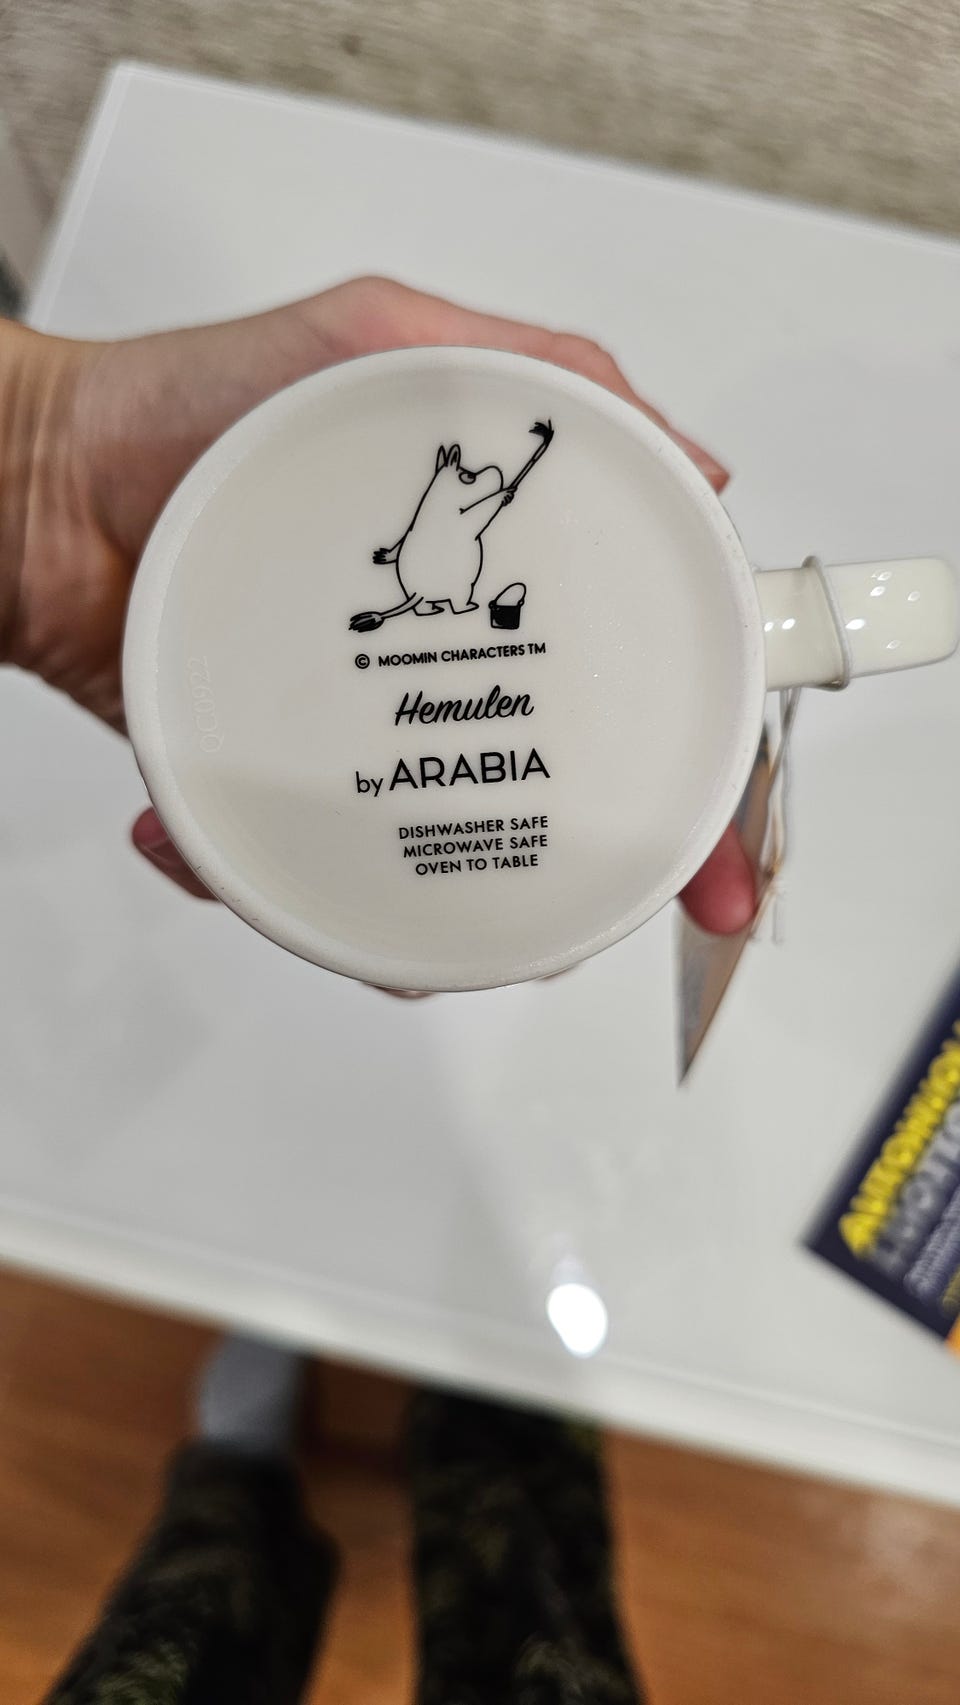 © MOOMIN CHARACTERS TM
Hemulen
by ARABIA
DISHWASHER SAFE
MICROWAVE SAFE
OVEN TO TABLE
QC0922